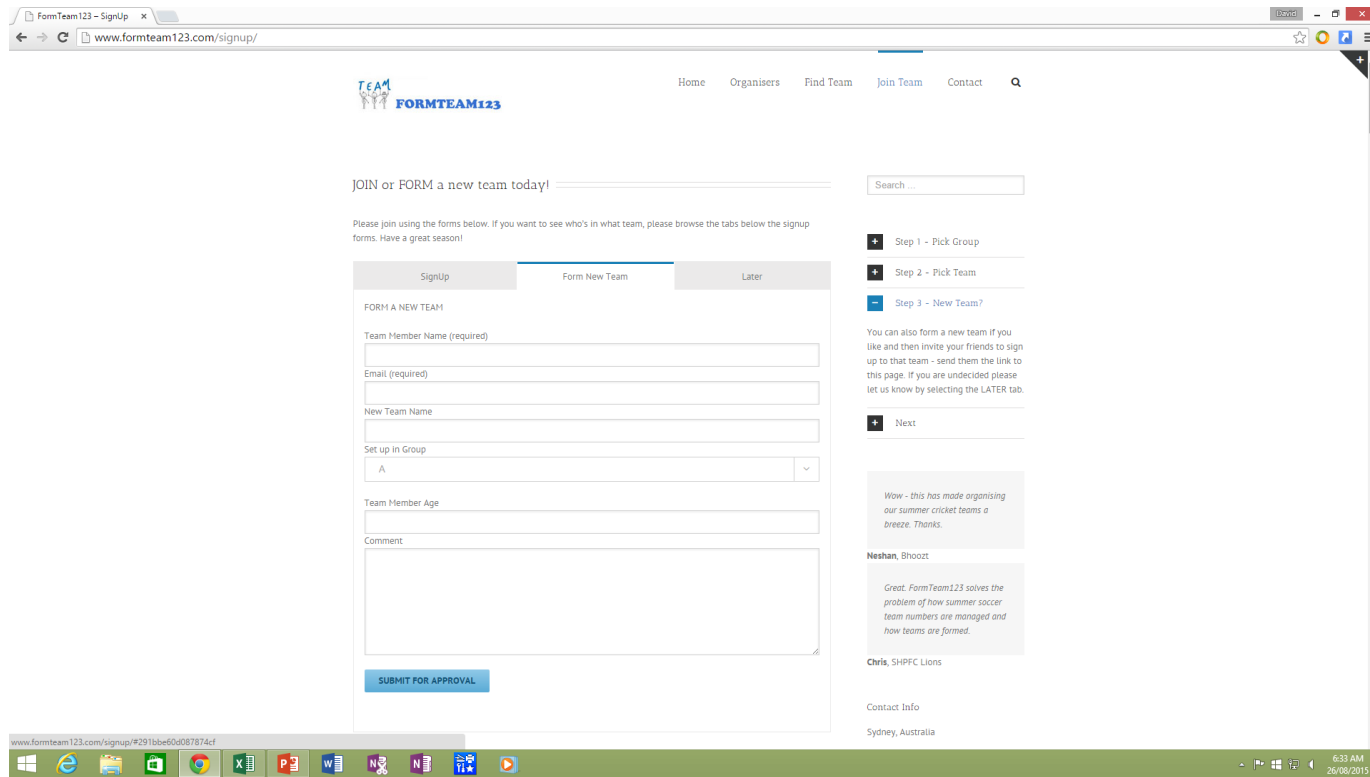 FormTeam123 – SignUp
David
www.formteam123.com/signup/
TEAM
FORMTEAM123
Home Organisers Find Team Join Team Contact
JOIN or FORM a new team today!
Please join using the forms below. If you want to see who's in what team, please browse the tabs below the signup
forms. Have a great season!
SignUp Form New Team Later
FORM A NEW TEAM
Team Member Name (required)
Email (required)
New Team Name
Set up in Group
A
Team Member Age
Comment
SUBMIT FOR APPROVAL
Search ...
Step 1 - Pick Group
Step 2 - Pick Team
Step 3 - New Team?
You can also form a new team if you
like and then invite your friends to sign
up to that team - send them the link to
this page. If you are undecided please
let us know by selecting the LATER tab.
Next
Wow - this has made organising
our summer cricket teams a
breeze. Thanks.
Neshan, Bhoozt
Great. FormTeam123 solves the
problem of how summer soccer
team numbers are managed and
how teams are formed.
Chris, SHPFC Lions
Contact Info
Sydney, Australia
www.formteam123.com/signup/#291bbe60d087874cf
6:33 AM
26/08/2015